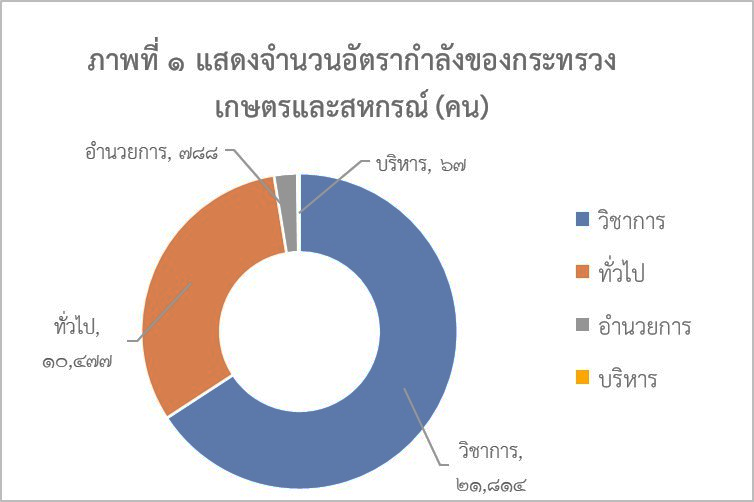 ภาพที่ ๑ แสดงจำนวนอัตรากำลังของกระทรวง
เกษตรและสหกรณ์ (คน)
อำนวยการ, ๗๘๘
บริหาร, ๖๗
วิชาการ
ทั่วไป
ทั่วไป,
๑๐,๔๗๗
อำนวยการ
บริหาร
วิชาการ,
๒๑,๘๑๔